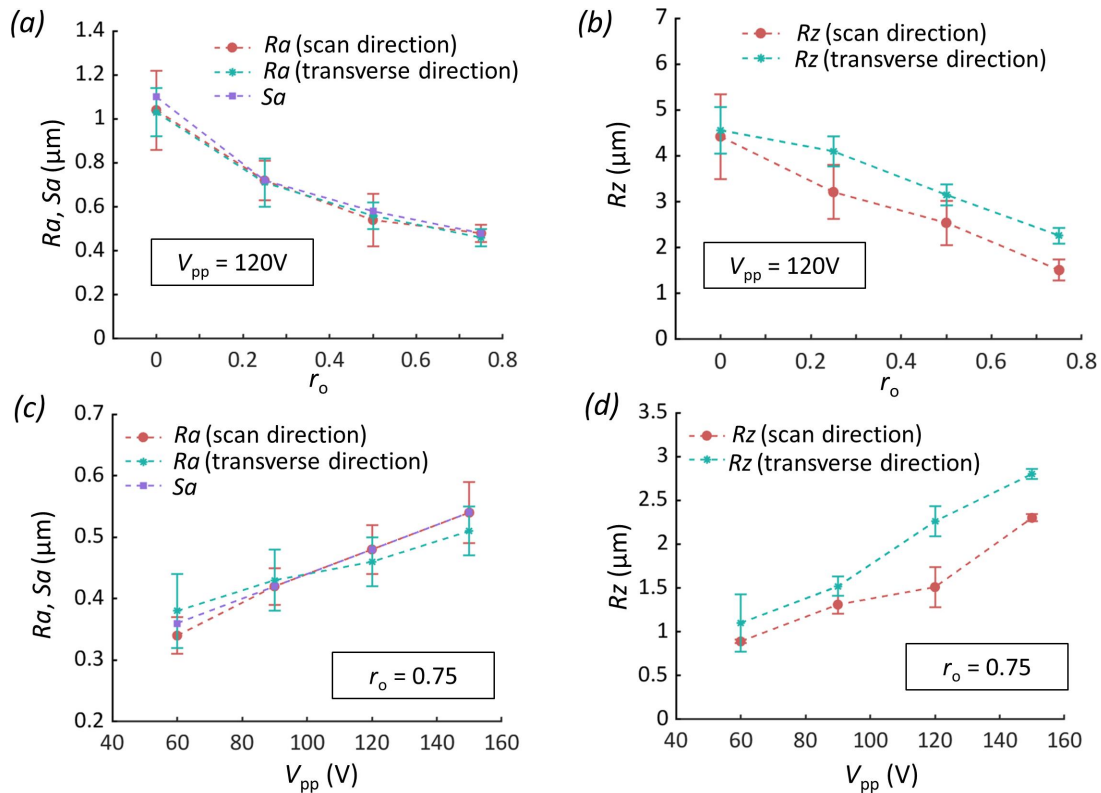 (a)
1.4
1.2
1
0.8
0.6
0.4
0.2
0
Ra, Sa (µm)
Ra (scan direction)
Ra (transverse direction)
Sa
Vpp = 120V
0 0.2 0.4 0.6 0.8
ro
(b)
7
6
5
4
3
2
1
0
Rz (µm)
Rz (scan direction)
Rz (transverse direction)
Vpp = 120V
0 0.2 0.4 0.6 0.8
ro
(c)
0.7
0.6
0.5
0.4
0.3
0.2
Ra, Sa (µm)
Ra (scan direction)
Ra (transverse direction)
Sa
ro = 0.75
40 60 80 100 120 140 160
Vpp (V)
(d)
3.5
3
2.5
2
1.5
1
0.5
0
Rz (µm)
Rz (scan direction)
Rz (transverse direction)
ro = 0.75
40 60 80 100 120 140 160
Vpp (V)